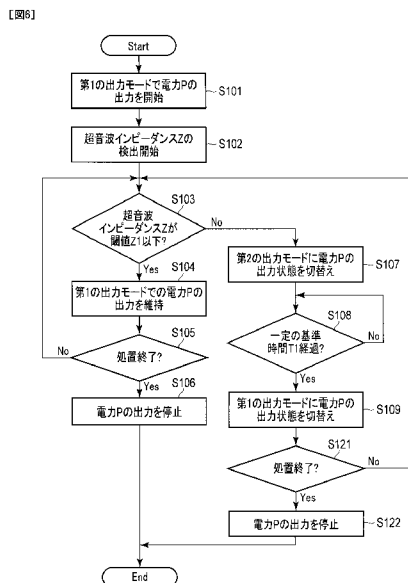 [図6]
Start
第1の出力モードで電力Pの
出力を開始
S101
超音波インピーダンスZの
検出開始
S102
S103
超音波
インピーダンスZが
閾値Z1以下?
No
Yes
S104
第1の出力モードでの電力Pの
出力を維持
S105
処置終了?
No
Yes
S106
電力Pの出力を停止
第2の出力モードに電力Pの
出力状態を切替え
S107
S108
一定の基準
時間T1経過?
No
Yes
第1の出力モードに電力Pの
出力状態を切替え
S109
S121
処置終了?
No
Yes
電力Pの出力を停止
S122
End